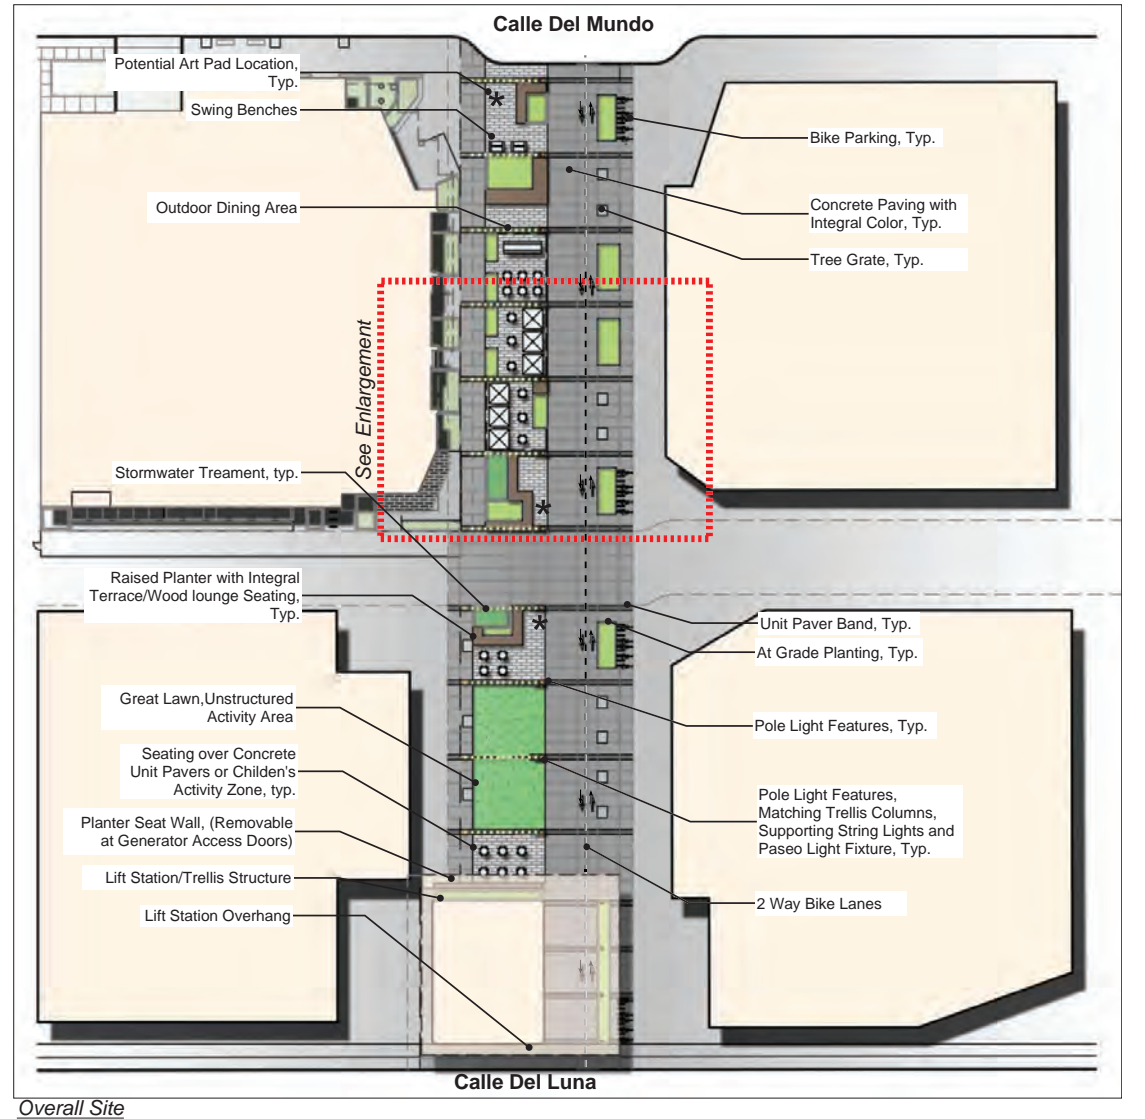 Calle Del Mundo
Potential Art Pad Location,
Typ.
Swing Benches
Outdoor Dining Area
See Enlargement
Stormwater Treament, typ.
Raised Planter with Integral
Terrace/Wood lounge Seating,
Typ.
Great Lawn,Unstructured
Activity Area
Seating over Concrete
Unit Pavers or Childen's
Activity Zone, typ.
Planter Seat Wall, (Removable
at Generator Access Doors)
Lift Station/Trellis Structure
Lift Station Overhang
Bike Parking, Typ.
Concrete Paving with
Integral Color, Typ.
Tree Grate, Typ.
Unit Paver Band, Typ.
At Grade Planting, Typ.
Pole Light Features, Typ.
Pole Light Features,
Matching Trellis Columns,
Supporting String Lights and
Paseo Light Fixture, Typ.
2 Way Bike Lanes
Calle Del Luna
Overall Site